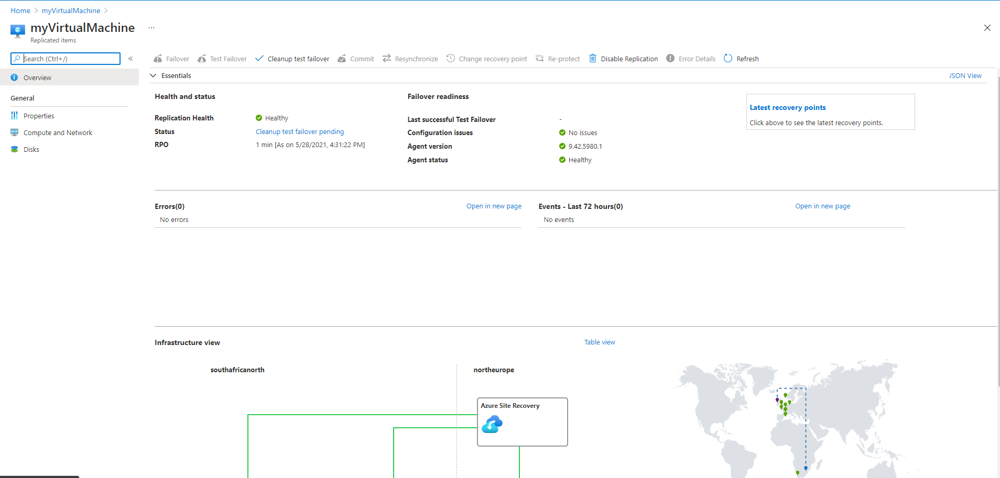 Home > myVirtualMachine >
myVirtualMachine ...
Replicated items
Search (Ctrl+/) «
Failover Test Failover Cleanup test failover Commit Resynchronize Change recovery point Re-protect Disable Replication Error Details Refresh
Overview
General
Properties
Compute and Network
Disks
Essentials JSON View
Health and status
Replication Health Healthy
Status Cleanup test failover pending
RPO 1 min [As on 5/28/2021, 4:31:22 PM]
Failover readiness
Last successful Test Failover -
Configuration issues No issues
Agent version 9.42.5980.1
Agent status Healthy
Latest recovery points
Click above to see the latest recovery points.
Errors(0) Open in new page
No errors
Events - Last 72 hours(0) Open in new page
No events
Infrastructure view Table view
southafricanorth northeurope
Azure Site Recovery